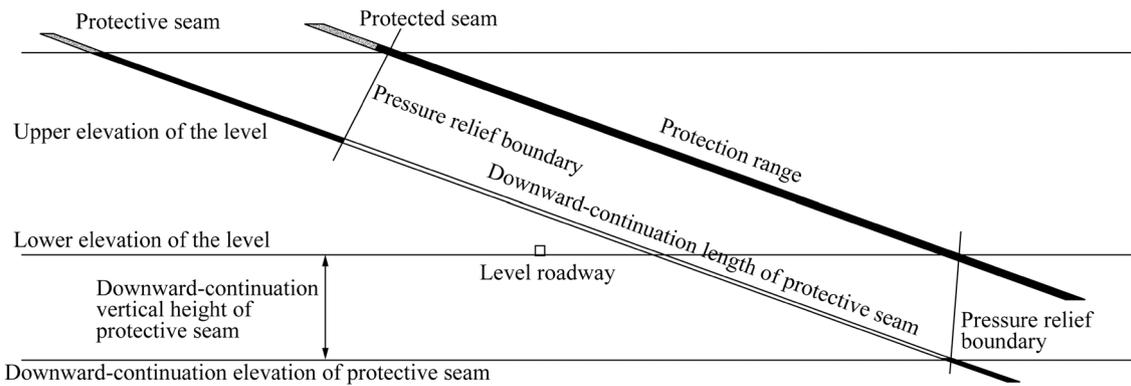 Protective seam
Protected seam
Pressure relief boundary
Protection range
Upper elevation of the level
Downward-continuation length of protective seam
Lower elevation of the level
Level roadway
Downward-continuation
vertical height of
protective seam
Pressure relief
boundary
Downward-continuation elevation of protective seam